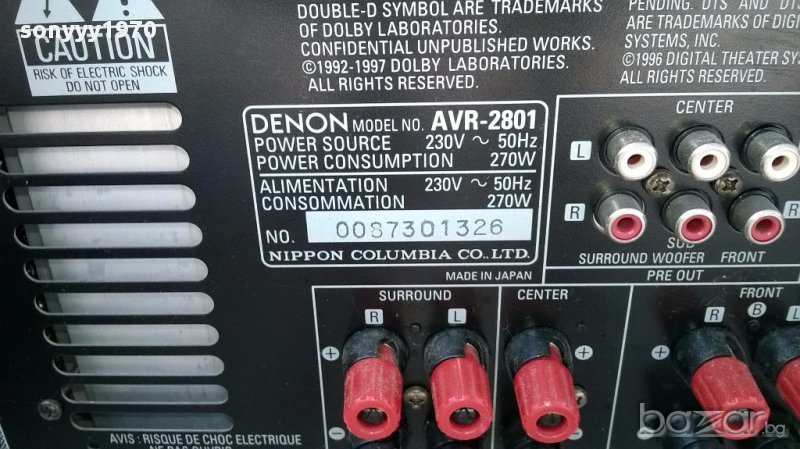 sonyyy1970
CAUTION
RISK OF ELECTRIC SHOCK
DO NOT OPEN
DOUBLE-D SYMBOL ARE TRADEMARKS
OF DOLBY LABORATORIES.
CONFIDENTIAL UNPUBLISHED WORKS.
©1992-1997 DOLBY LABORATORIES.
ALL RIGHTS RESERVED.
PENDING. DTS AND
ARE TRADEMARKS OF
SYSTEMS, INC.
©1996 DIGITAL THEATER
ALL RIGHTS RESERVED.
DENON MODEL NO. AVR-2801
POWER SOURCE 230V ~ 50Hz
POWER CONSUMPTION 270W
ALIMENTATION 230V ~ 50Hz
CONSOMMATION 270W
NO. 0087301326
NIPPON COLUMBIA CO., LTD.
MADE IN JAPAN
CENTER
L
R R
SUB
SURROUND WOOFER FRONT
PRE OUT
SURROUND
R L
CENTER
FRONT
B
R L
+ + +
- - -
AVIS : RISQUE DE CHOC ELECTRIQUE
NE PAS OUVRIR
bazar.bg